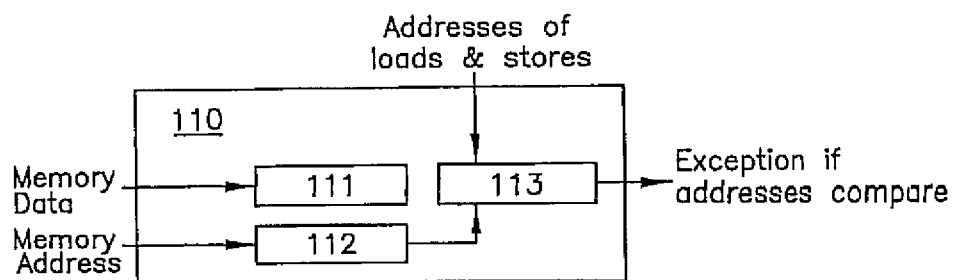 Addresses of
loads & stores
110
Memory
Data
111
113
Exception if
addresses compare
Memory
Address
112